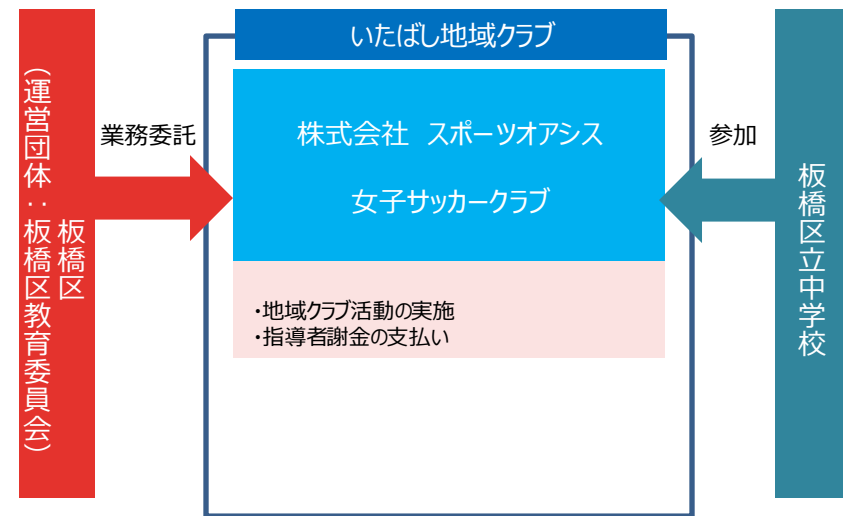 いたばし地域クラブ
板橋区
（運営団体：板橋区教育委員会）
業務委託
株式会社　スポーツオアシス
女子サッカークラブ
参加
板橋区立中学校
・地域クラブ活動の実施
・指導者謝金の支払い